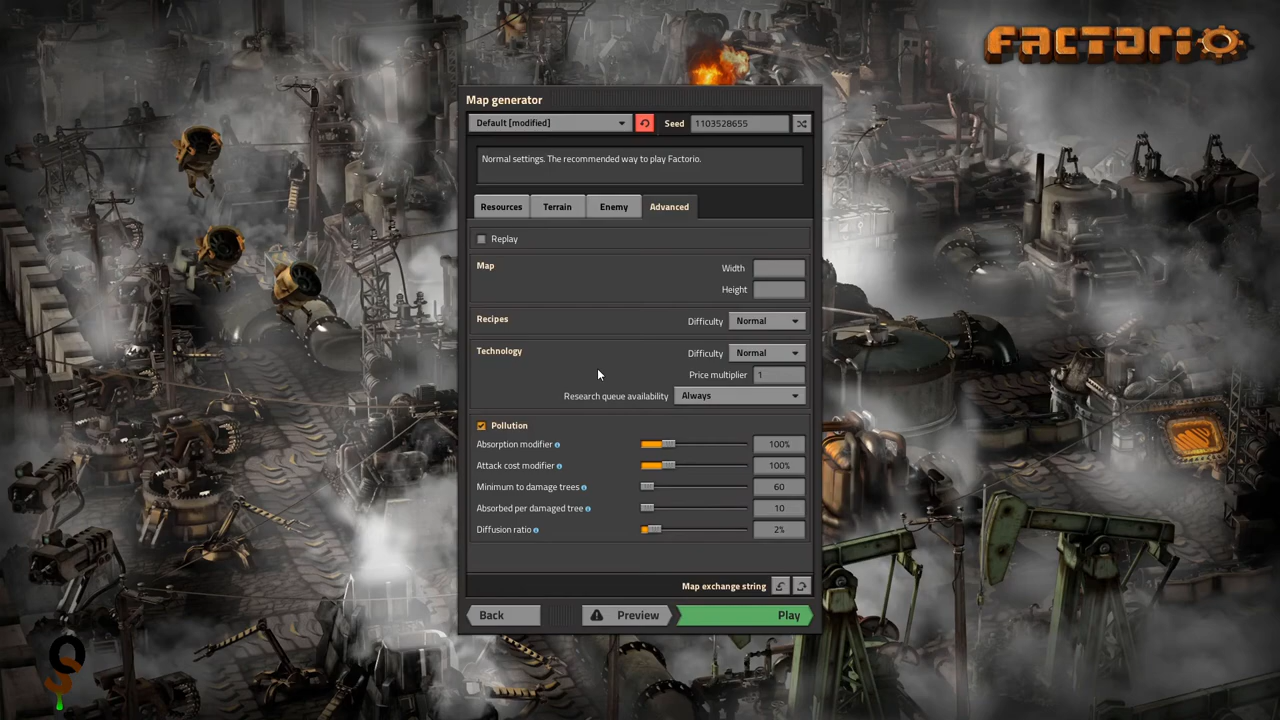 FACTORIO
Map generator
Default [modified] Seed 1103528655
Normal settings. The recommended way to play Factorio.
Resources Terrain Enemy Advanced
Replay
Map Width
Height
Recipes Difficulty Normal
Technology Difficulty Normal
Price multiplier 1
Research queue availability Always
Pollution
Absorption modifier 100%
Attack cost modifier 100%
Minimum to damage trees 60
Absorbed per damaged tree 10
Diffusion ratio 2%
Map exchange string
Back Preview Play